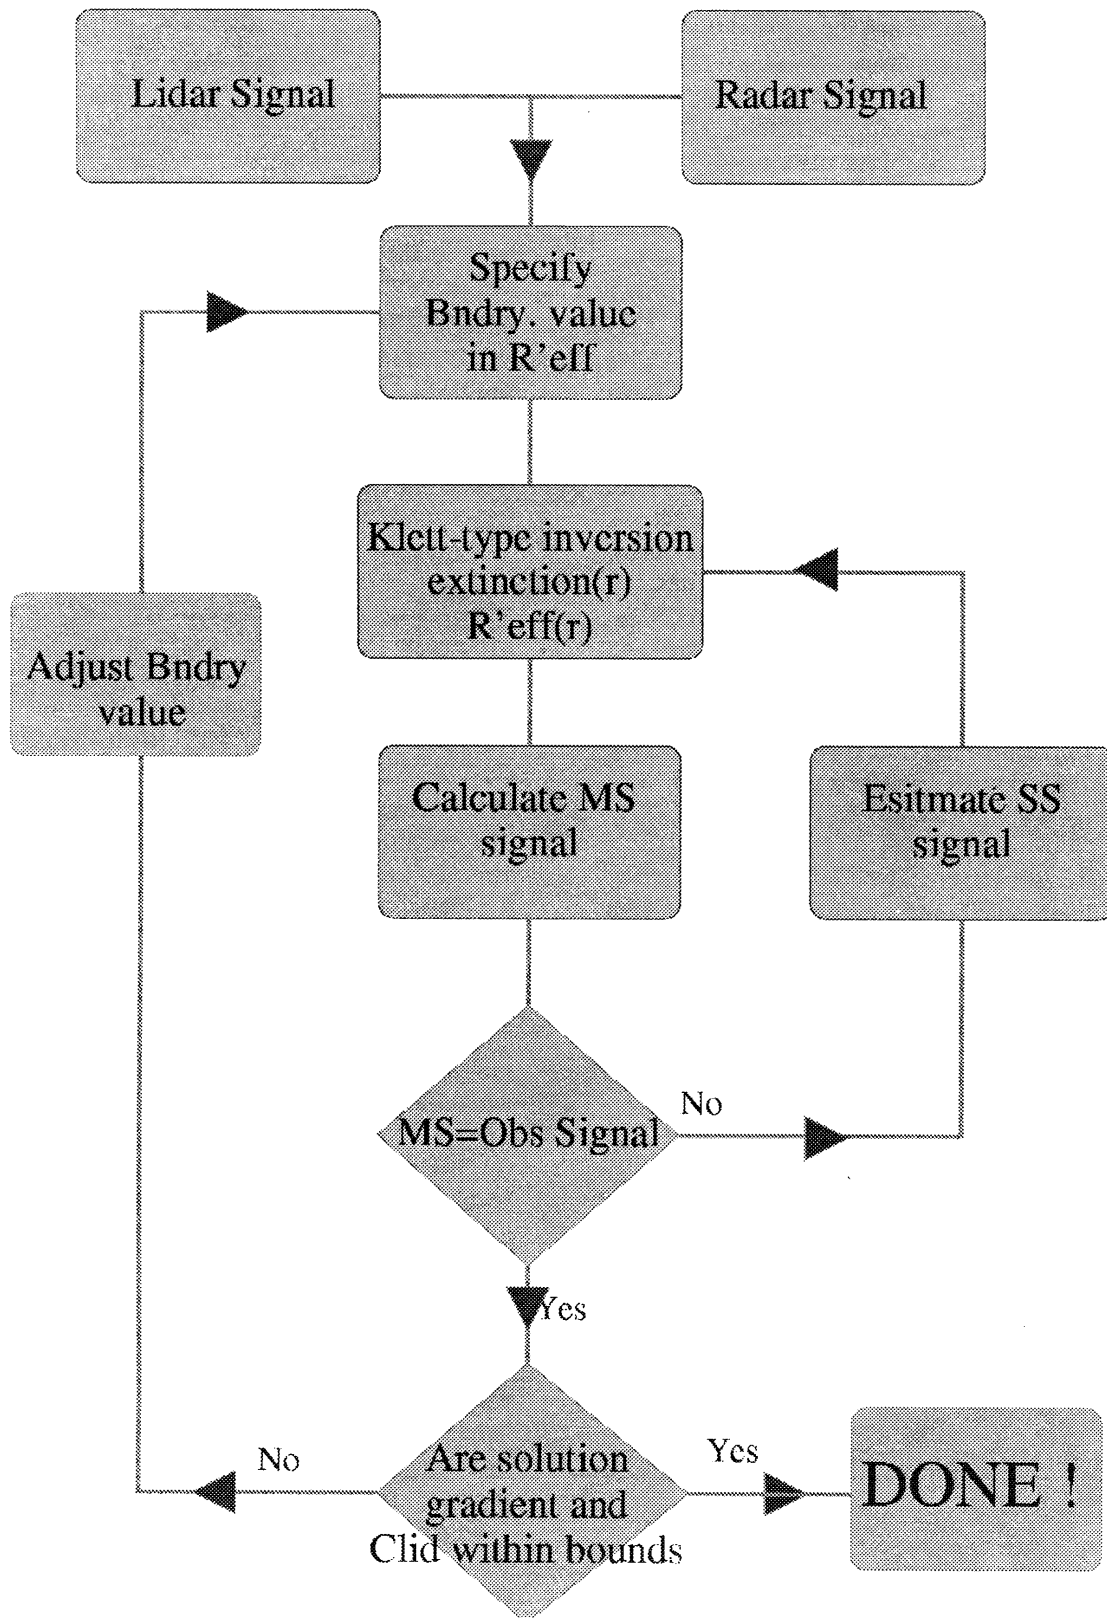 Lidar Signal
Radar Signal
Specify
Bndry. value
in R'eff
Klett-type inversion
extinction(r)
R'eff(r)
Adjust Bndry
value
Calculate MS
signal
Esitmate SS
signal
MS=Obs Signal
No
Yes
Are solution
gradient and
Clid within bounds
No
Yes
DONE !